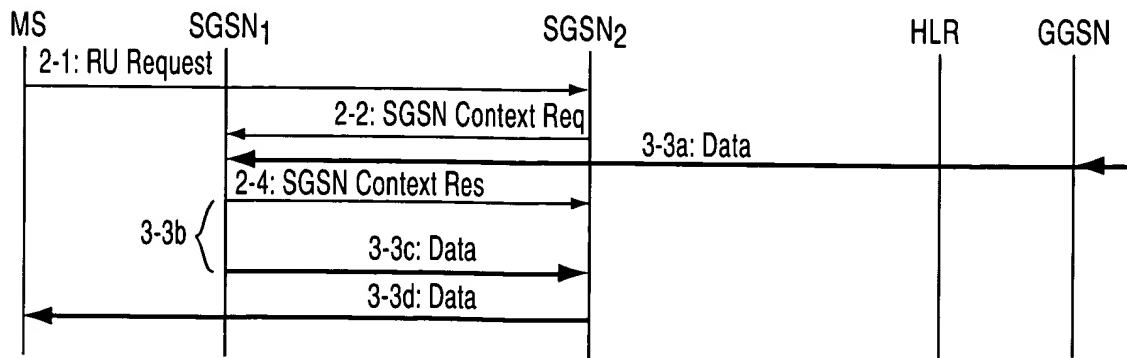 MS
SGSN1
SGSN2
HLR
GGSN
2-1: RU Request
2-2: SGSN Context Req
3-3a: Data
2-4: SGSN Context Res
3-3b
3-3c: Data
3-3d: Data